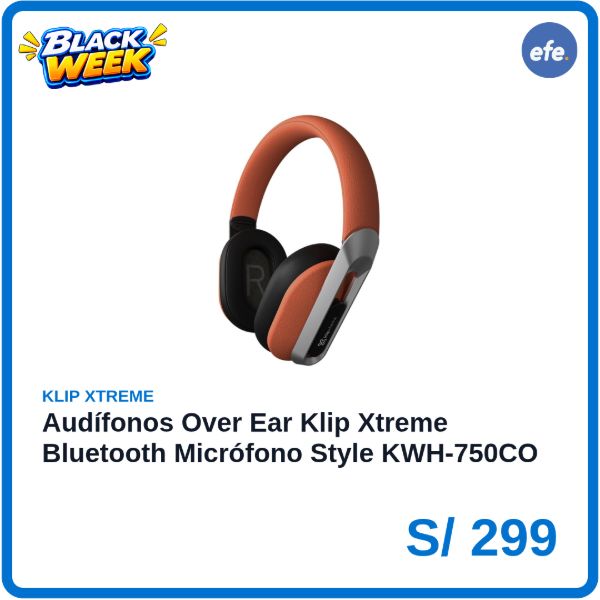 BLACK
WEEK
efe.
R
KLIP XTREME
Audífonos Over Ear Klip Xtreme
Bluetooth Micrófono Style KWH-750CO
S/ 299